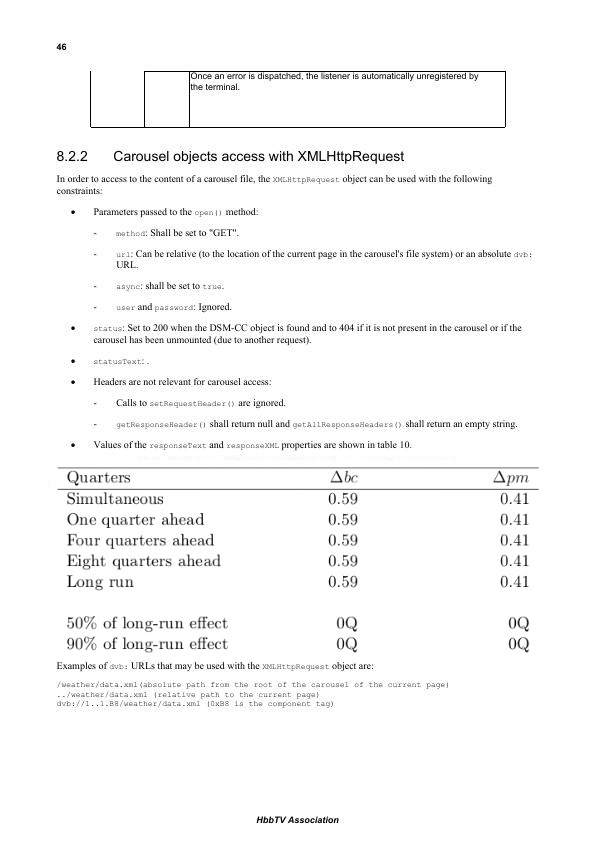 46
Once an error is dispatched, the listener is automatically unregistered by
the terminal.
8.2.2 Carousel objects access with XMLHttpRequest
In order to access to the content of a carousel file, the XMLHttpRequest object can be used with the following
constraints:
• Parameters passed to the open() method:
- method: Shall be set to "GET".
- url: Can be relative (to the location of the current page in the carousel's file system) or an absolute dvb:
URL.
- async: shall be set to true.
- user and password: Ignored.
• status: Set to 200 when the DSM-CC object is found and to 404 if it is not present in the carousel or if the
carousel has been unmounted (due to another request).
• statusText:.
• Headers are not relevant for carousel access:
- Calls to setRequestHeader() are ignored.
- getResponseHeader() shall return null and getAllResponseHeaders() shall return an empty string.
• Values of the responseText and responseXML properties are shown in table 10.
Quarters Δbc Δpm
Simultaneous 0.59 0.41
One quarter ahead 0.59 0.41
Four quarters ahead 0.59 0.41
Eight quarters ahead 0.59 0.41
Long run 0.59 0.41
50% of long-run effect 0Q 0Q
90% of long-run effect 0Q 0Q
Examples of dvb: URLs that may be used with the XMLHttpRequest object are:
/weather/data.xml(absolute path from the root of the carousel of the current page)
../weather/data.xml (relative path to the current page)
dvb://1..1.B8/weather/data.xml (0xB8 is the component tag)
HbbTV Association